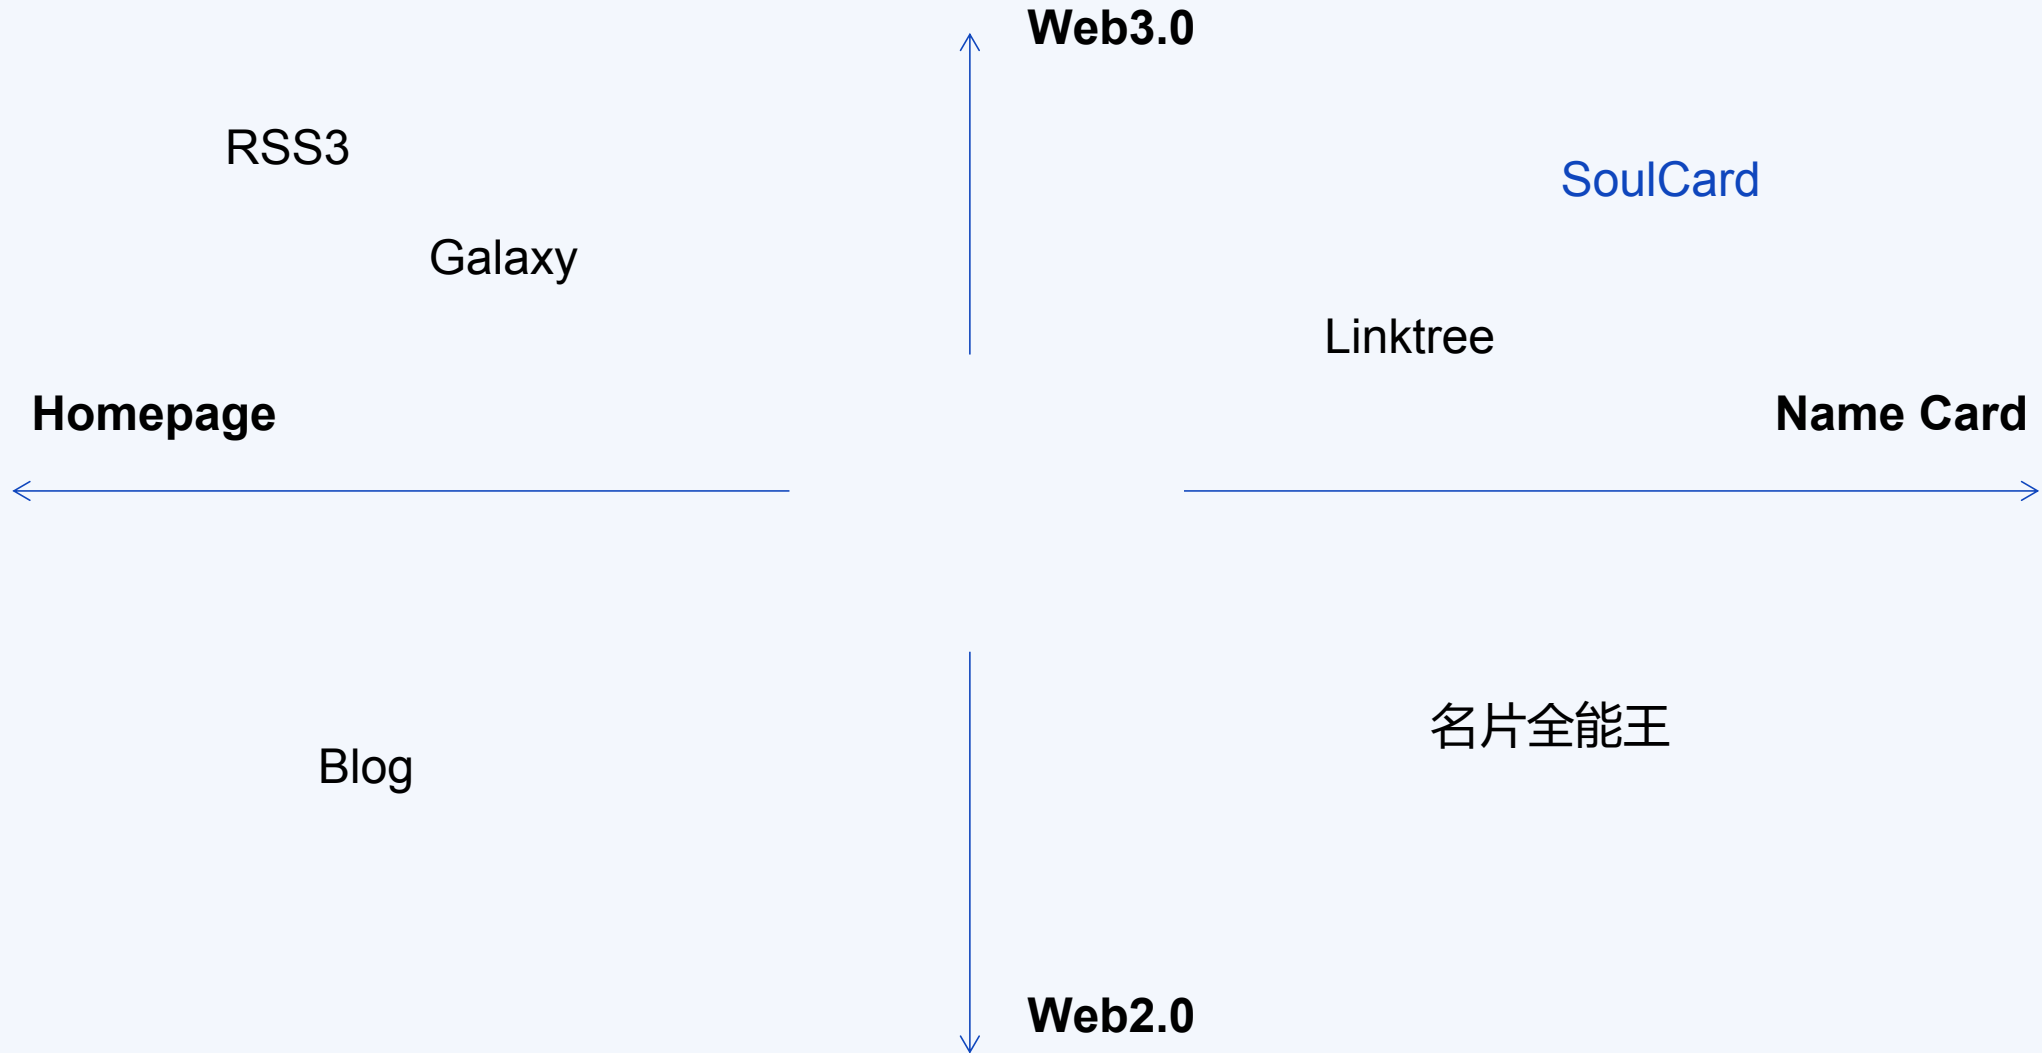 Web3.0
RSS3
SoulCard
Galaxy
Linktree
Homepage
Name Card
名片全能王
Blog
Web2.0